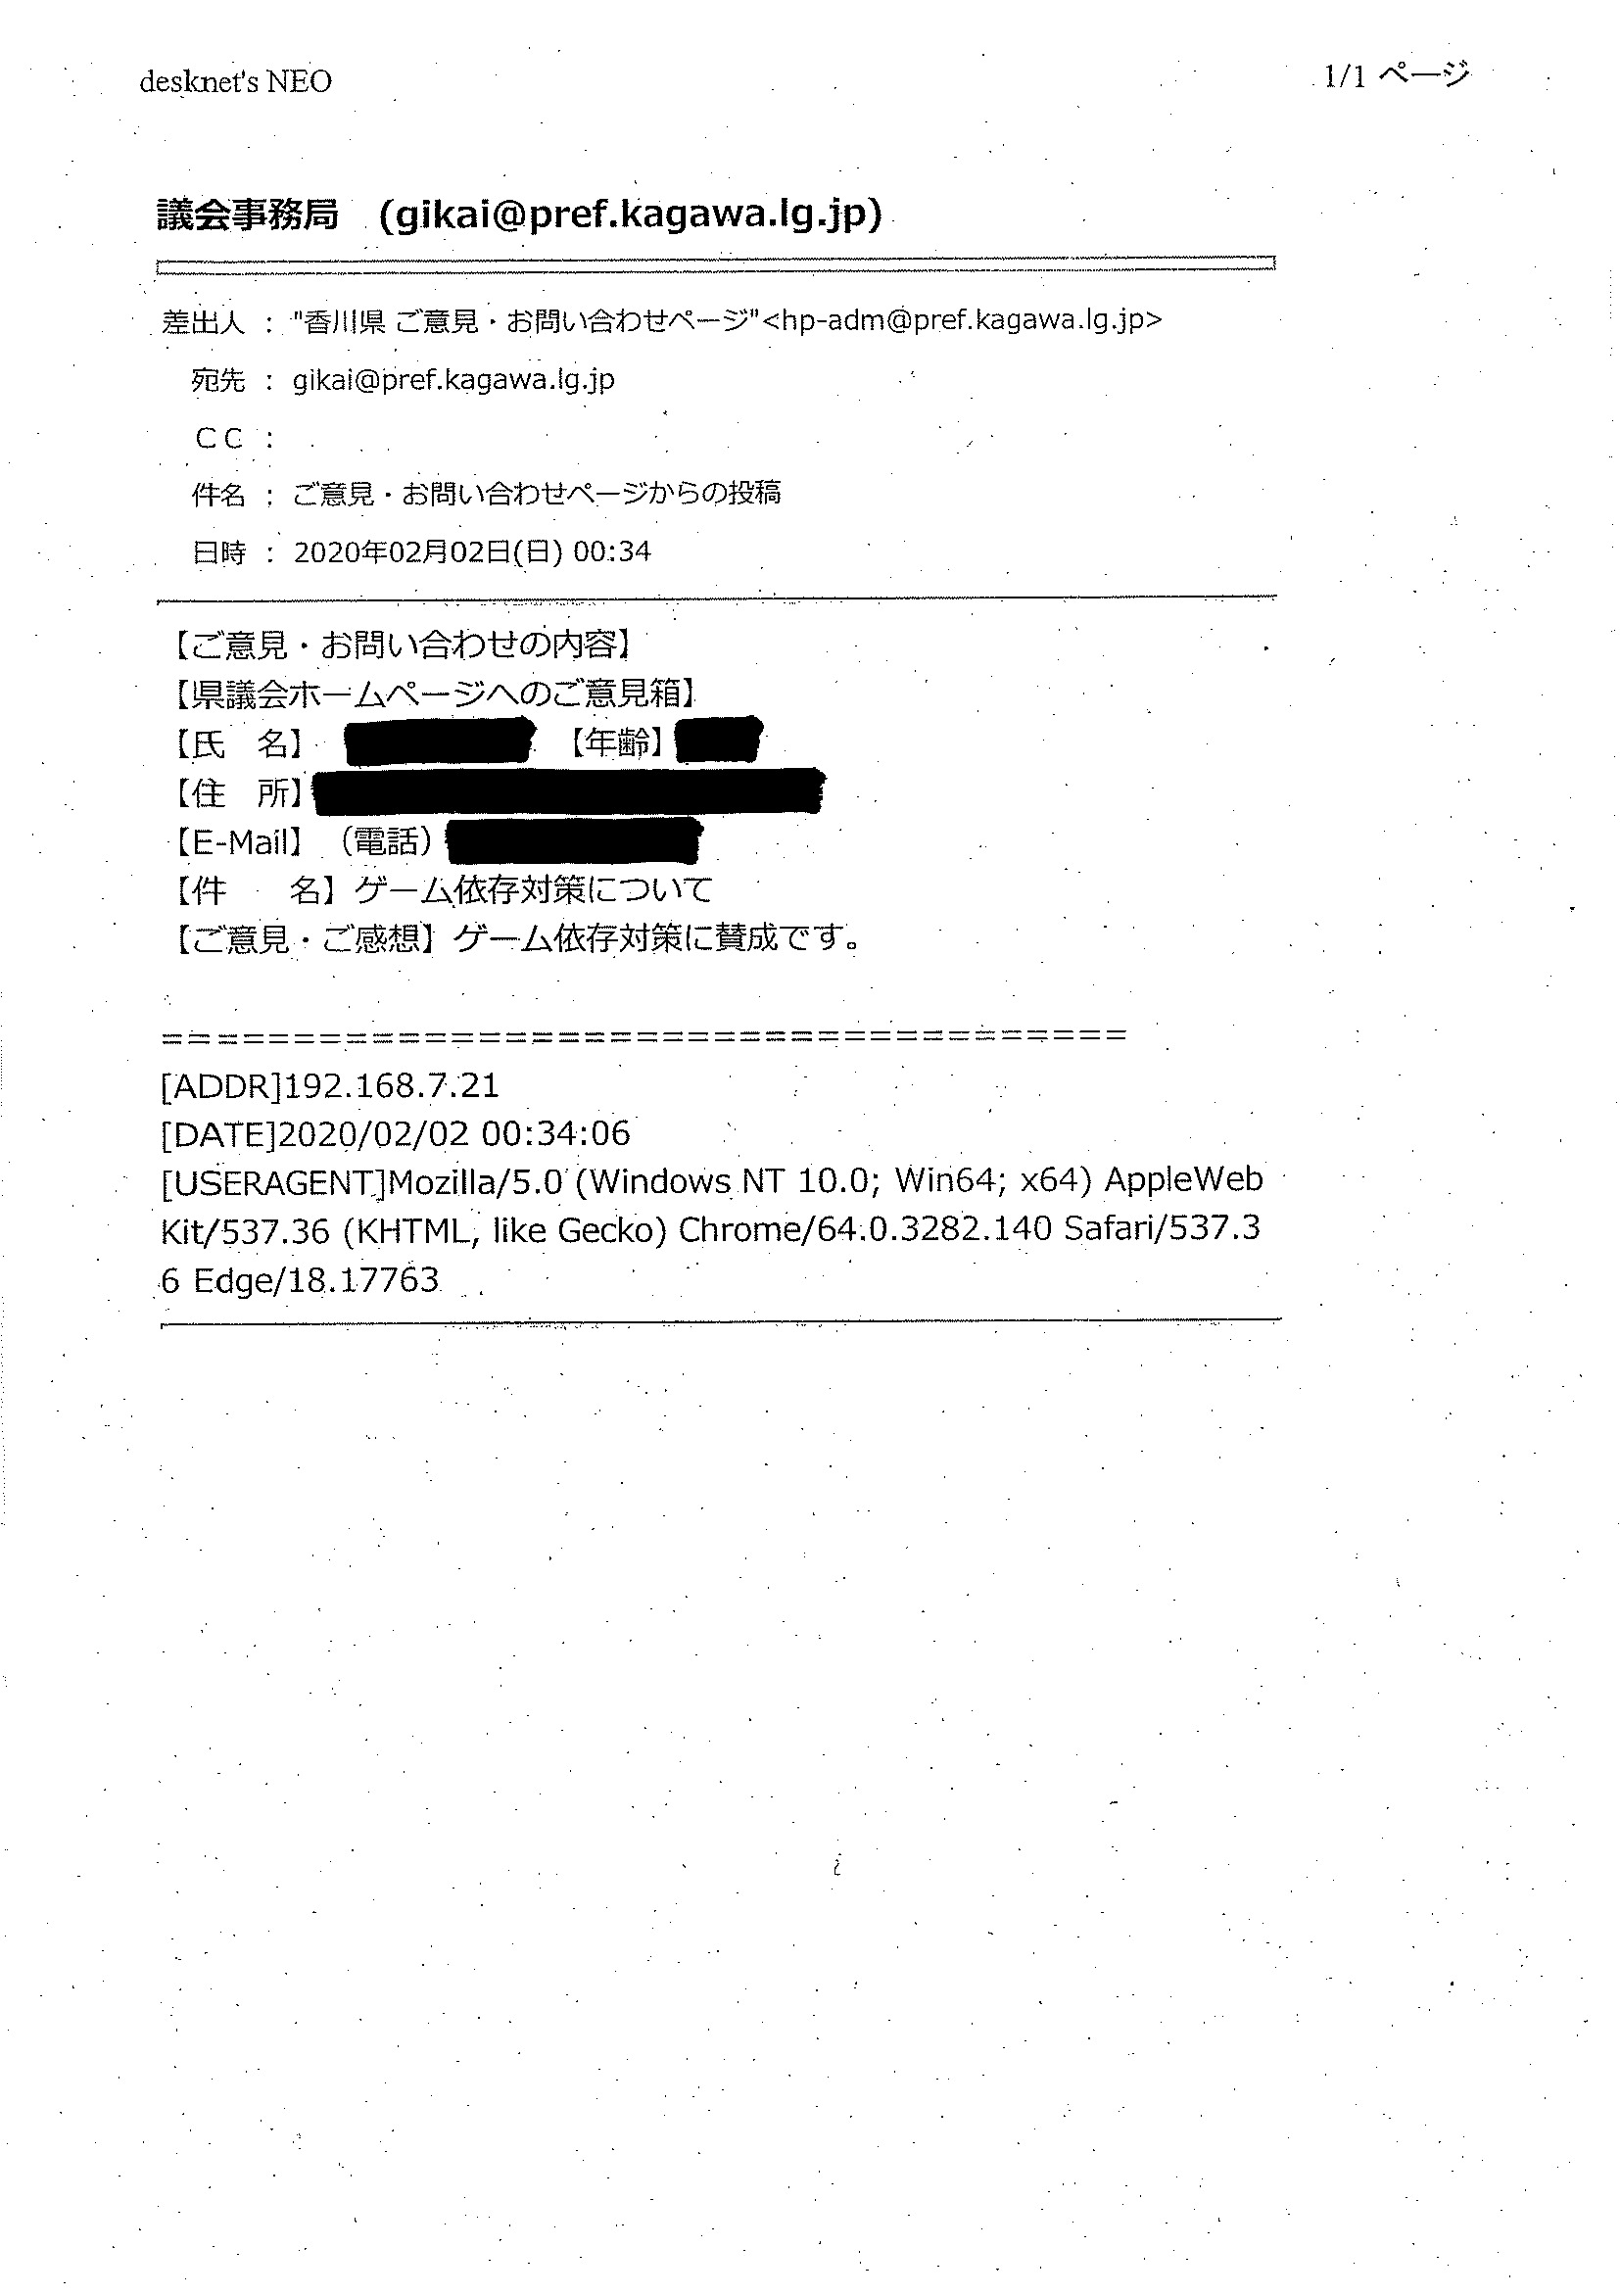 desknet's NEO
1/1 ページ
議会事務局　(gikai@pref.kagawa.lg.jp)
差出人 ： "香川県 ご意見・お問い合わせページ"<hp-adm@pref.kagawa.lg.jp>
宛先 ： gikai@pref.kagawa.lg.jp
ＣＣ ：
件名 ： ご意見・お問い合わせページからの投稿
日時 ： 2020年02月02日(日) 00:34
【ご意見・お問い合わせの内容】
【県議会ホームページへのご意見箱】
【氏　名】　　　　　　　【年齢】
【住　所】
【E-Mail】（電話）
【件　　名】ゲーム依存対策について
【ご意見・ご感想】ゲーム依存対策に賛成です。
=====================================
[ADDR]192.168.7.21
[DATE]2020/02/02 00:34:06
[USERAGENT]Mozilla/5.0 (Windows NT 10.0; Win64; x64) AppleWeb
Kit/537.36 (KHTML, like Gecko) Chrome/64.0.3282.140 Safari/537.3
6 Edge/18.17763